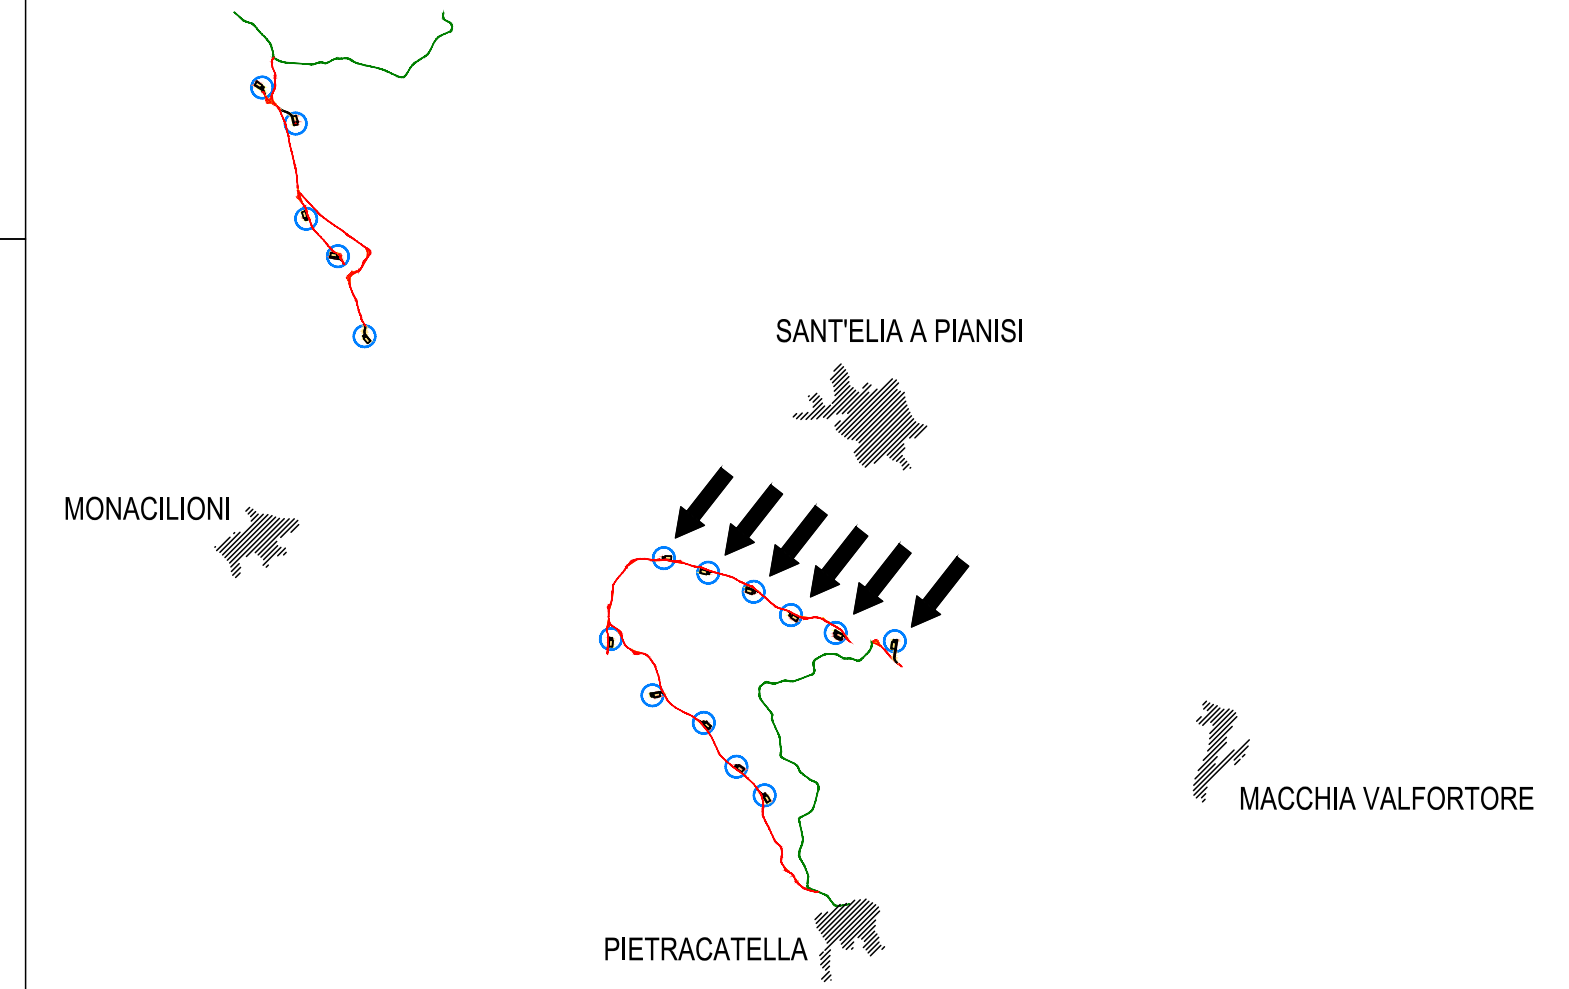 SANT'ELIA A PIANISI
MONACILIONI
MACCHIA VALFORTORE
PIETRACATELLA